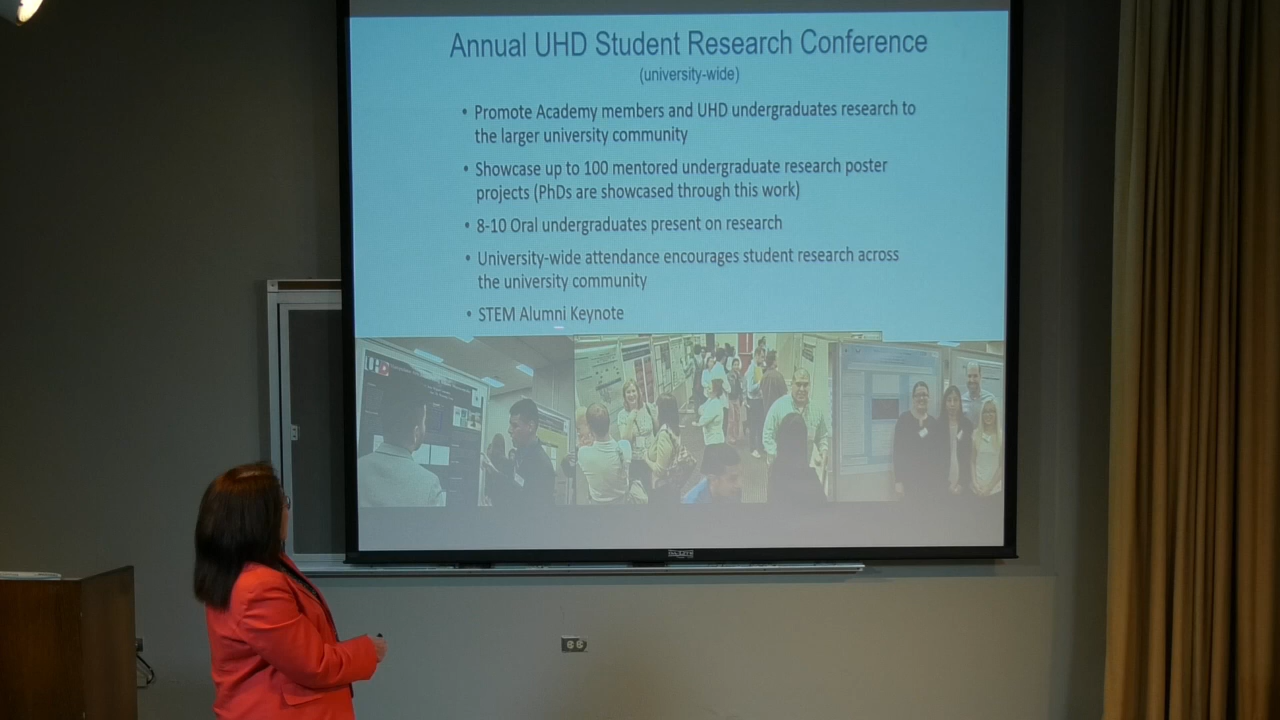 Annual UHD Student Research Conference
(university-wide)
• Promote Academy members and UHD undergraduates research to
the larger university community
• Showcase up to 100 mentored undergraduate research poster
projects (PhDs are showcased through this work)
• 8-10 Oral undergraduates present on research
• University-wide attendance encourages student research across
the university community
• STEM Alumni Keynote